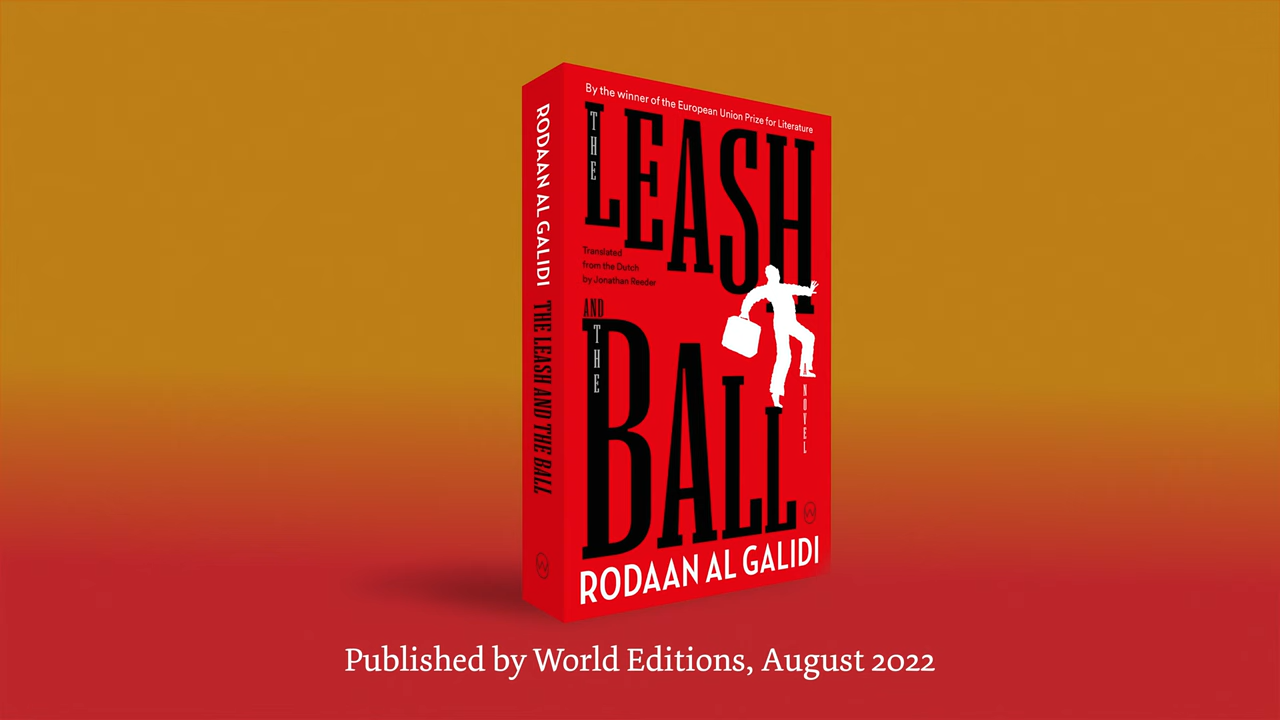 RODAAN AL GALIDI THE LEASH AND THE BALL
By the winner of the European Union Prize for Literature
THE
LEASH
Translated
from the Dutch
by Jonathan Reeder
AND
THE
BALL
A NOVEL
RODAAN AL GALIDI
Published by World Editions, August 2022